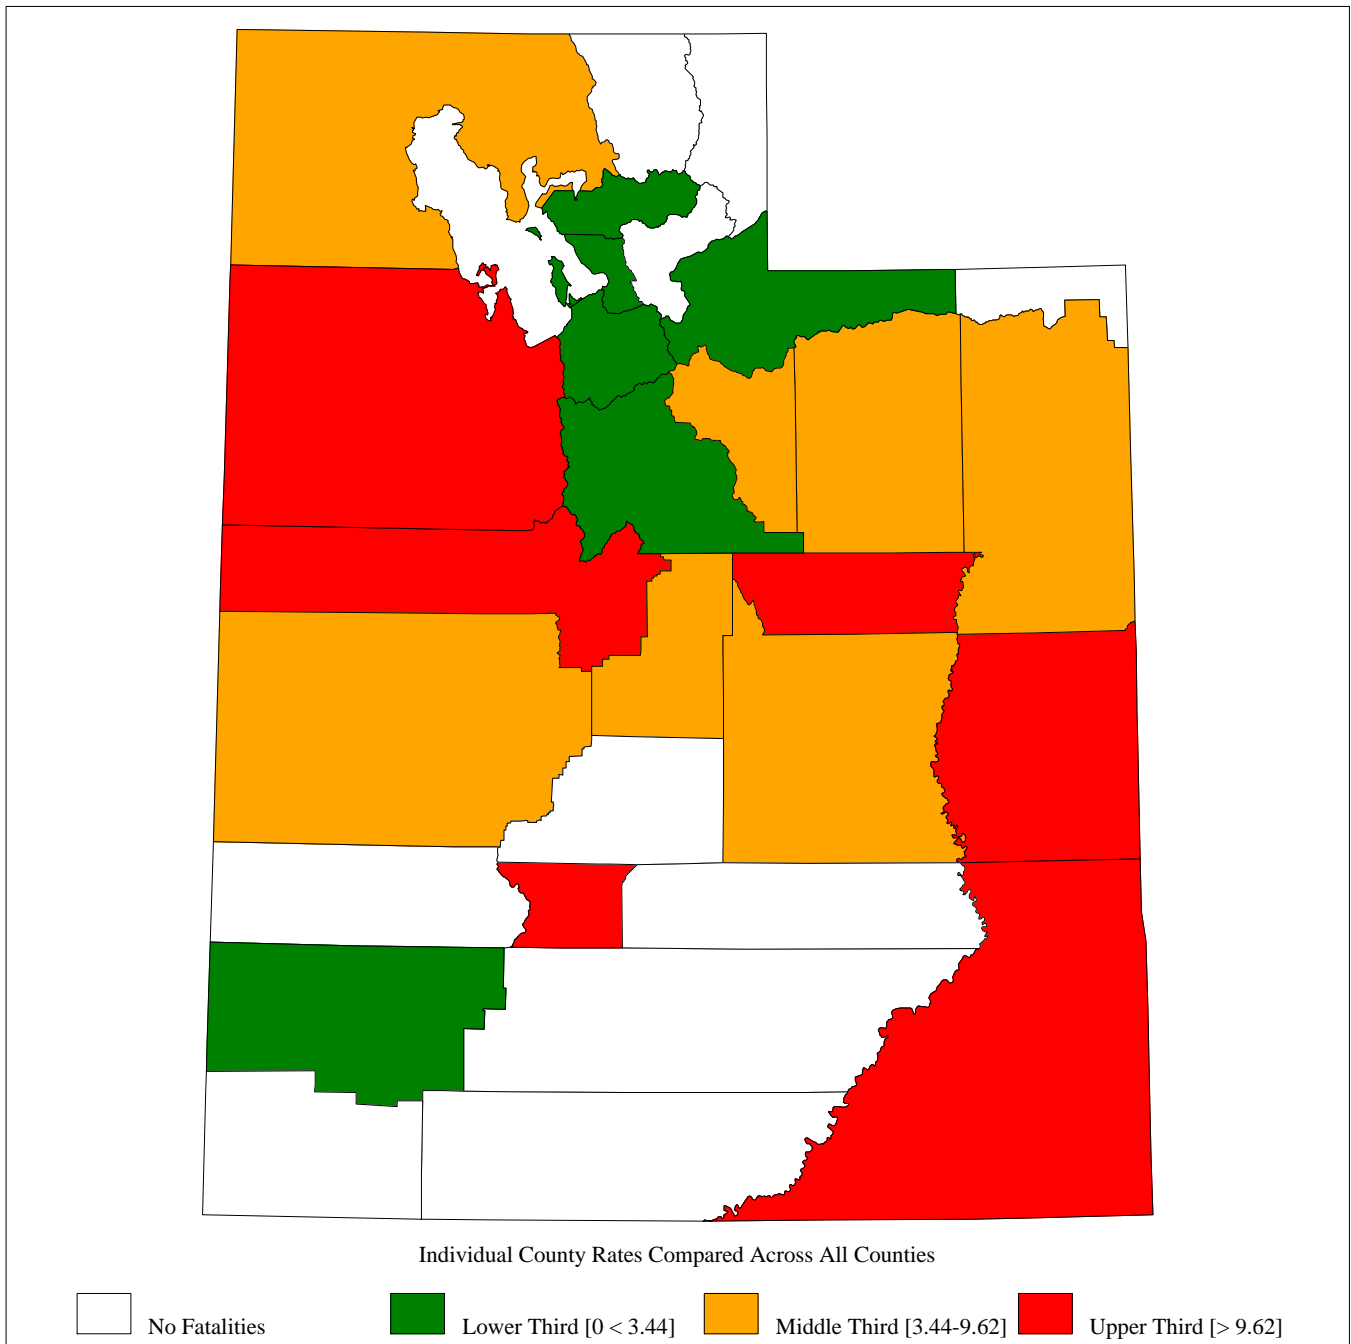 Individual County Rates Compared Across All Counties
No Fatalities Lower Third [0 < 3.44] Middle Third [3.44-9.62] Upper Third [> 9.62]